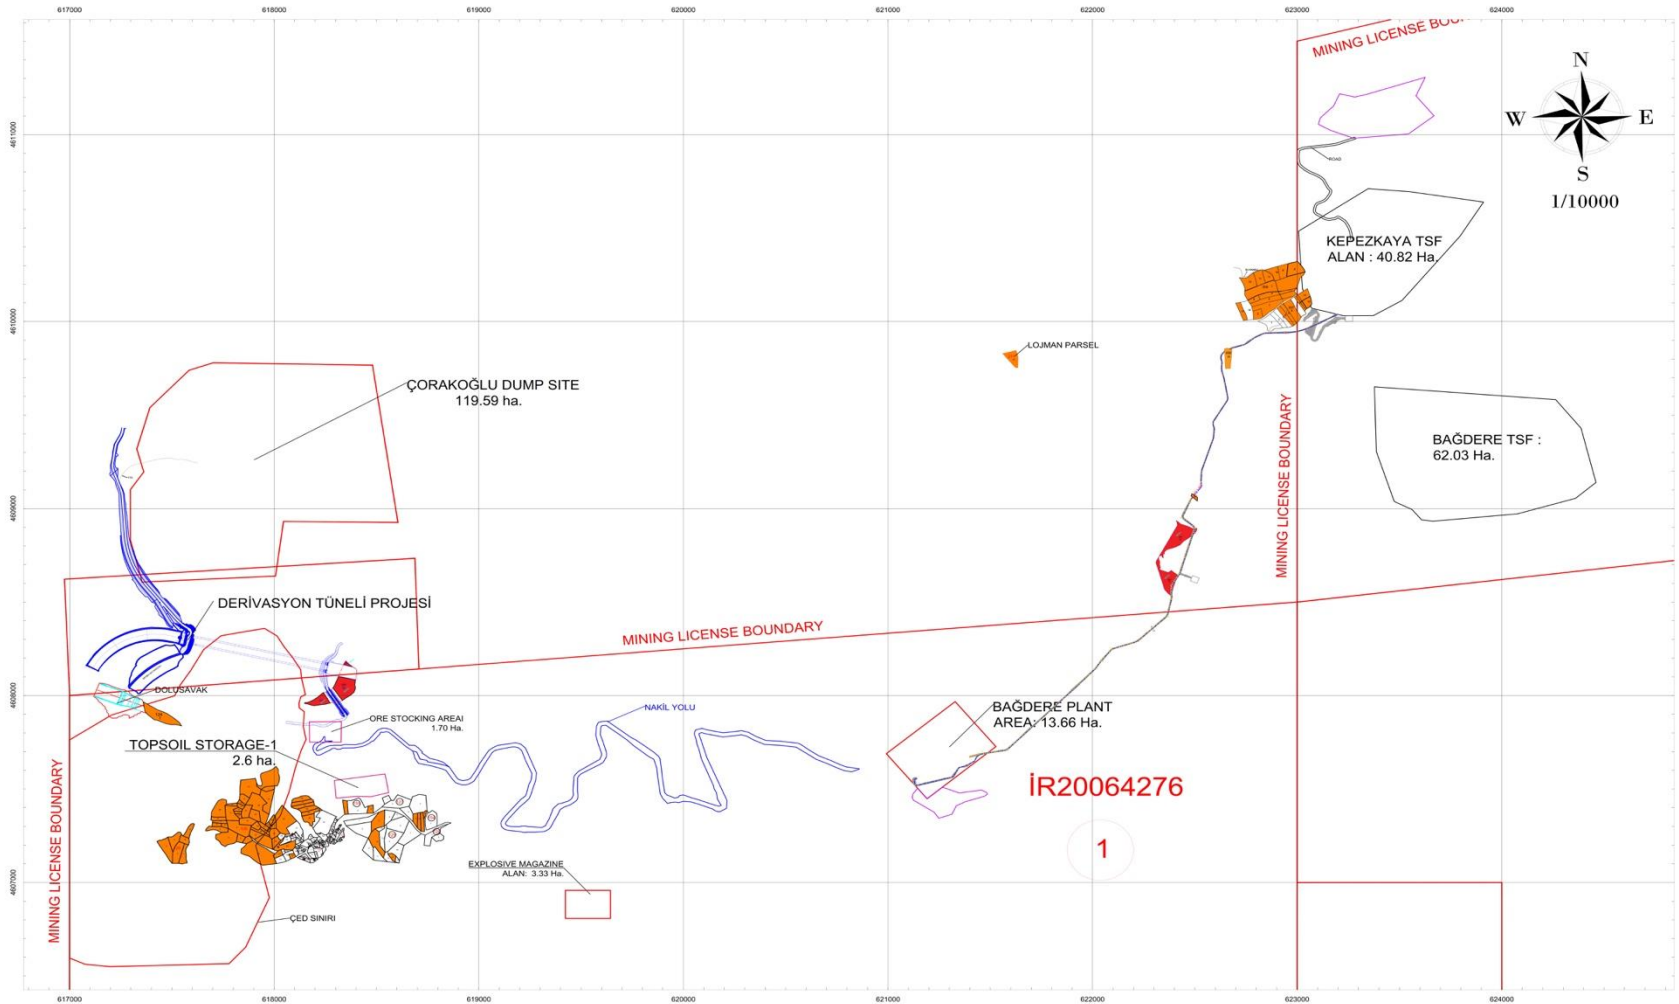 617000
618000
619000
620000
621000
622000
623000
624000
MINING LICENSE BOU
N
W
E
S
1/10000
4611000
ROAD
KEPEZKAYA TSF
ALAN : 40.82 Ha.
4610000
LOJMAN PARSEL
ÇORAKOĞLU DUMP SITE
119.59 ha.
MINING LICENSE BOUNDARY
BAĞDERE TSF :
62.03 Ha.
4609000
DERİVASYON TÜNELİ PROJESİ
MINING LICENSE BOUNDARY
4608000
DOLUSAVAK
ORE STOCKING AREAI
1.70 Ha.
NAKİL YOLU
BAĞDERE PLANT
AREA: 13.66 Ha.
TOPSOIL STORAGE-1
2.6 ha.
İR20064276
1
MINING LICENSE BOUNDARY
EXPLOSIVE MAGAZINE
ALAN: 3.33 Ha.
4607000
ÇED SINIRI
617000
618000
619000
620000
621000
622000
623000
624000